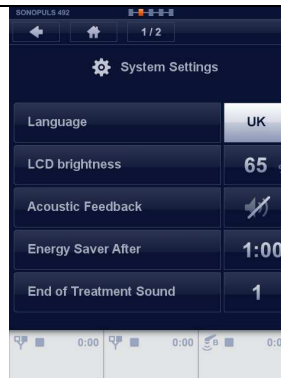 SONOPULS 492
1/2
System Settings
Language UK
LCD brightness 65
Acoustic Feedback
Energy Saver After 1:00
End of Treatment Sound 1
0:00 0:00 B 0:0